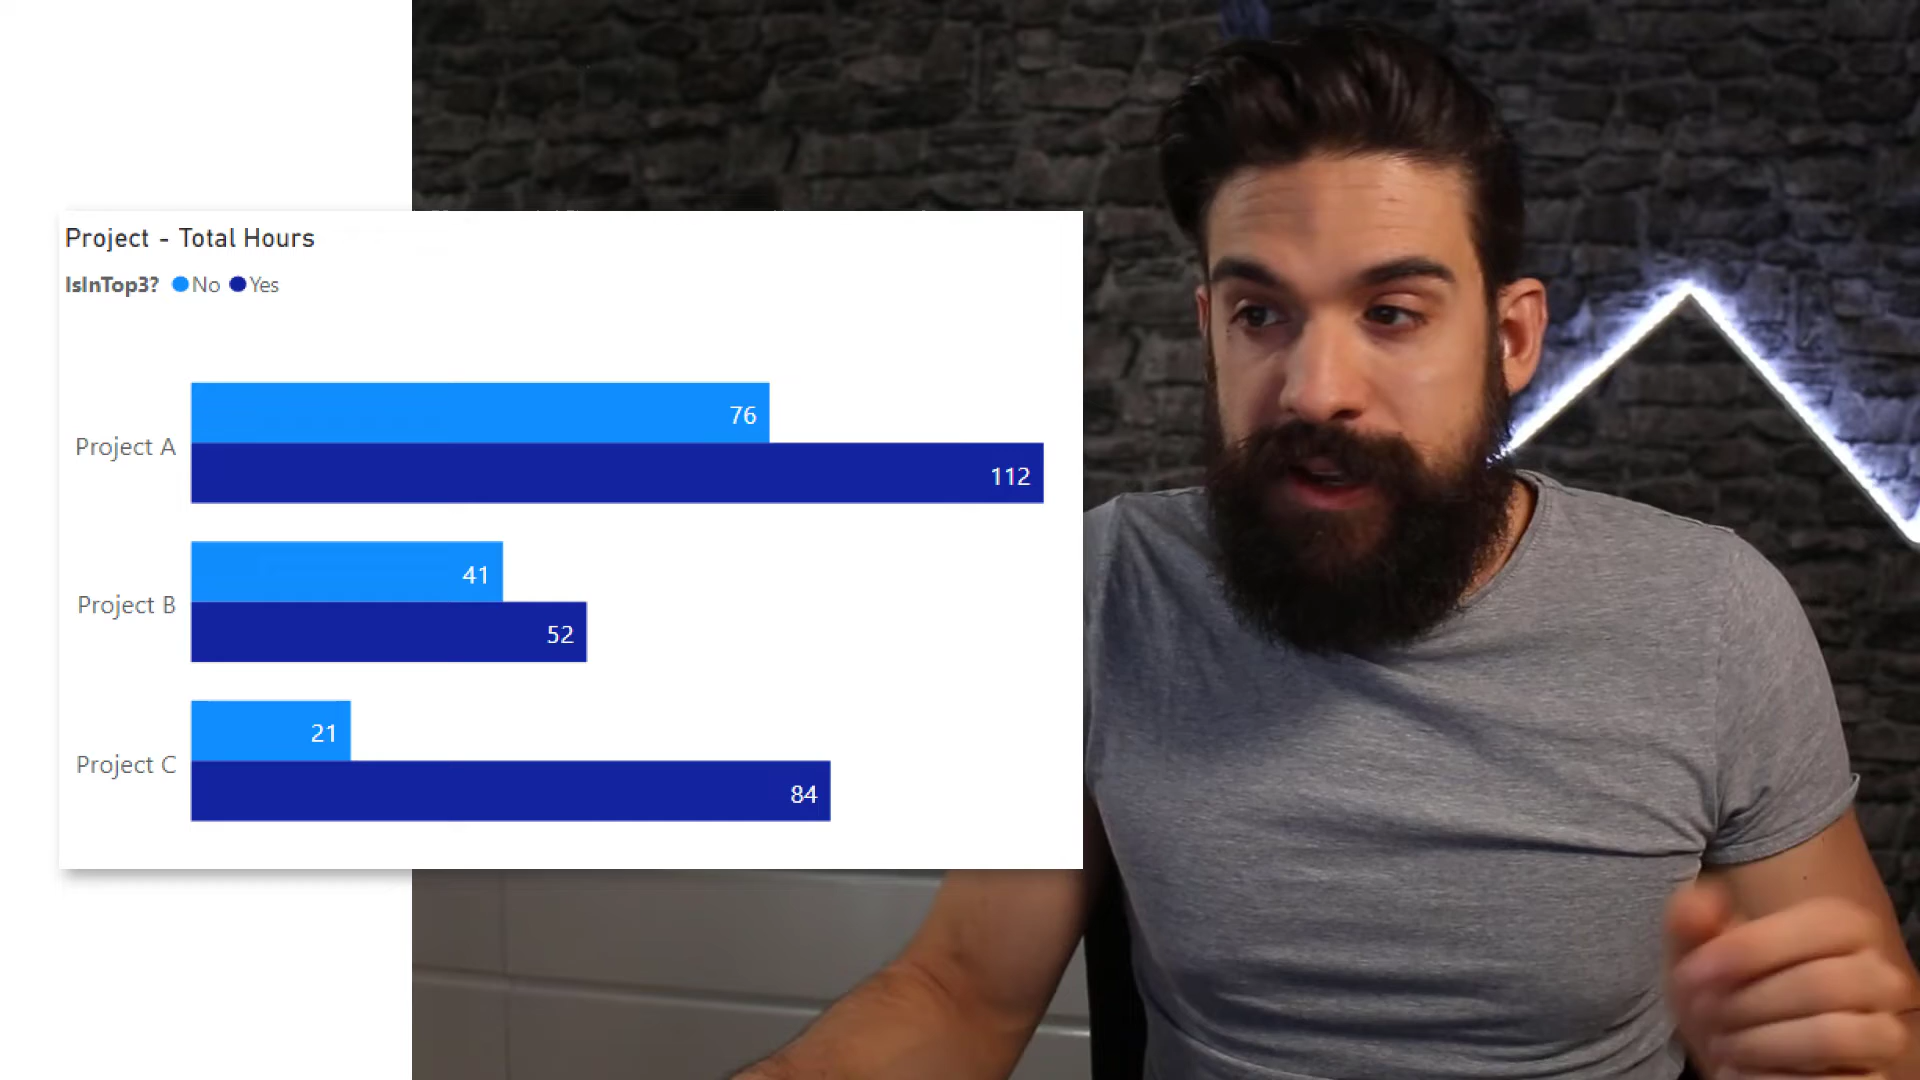 Project - Total Hours
IsInTop3? No Yes
Project A
76
112
Project B
41
52
Project C
21
84